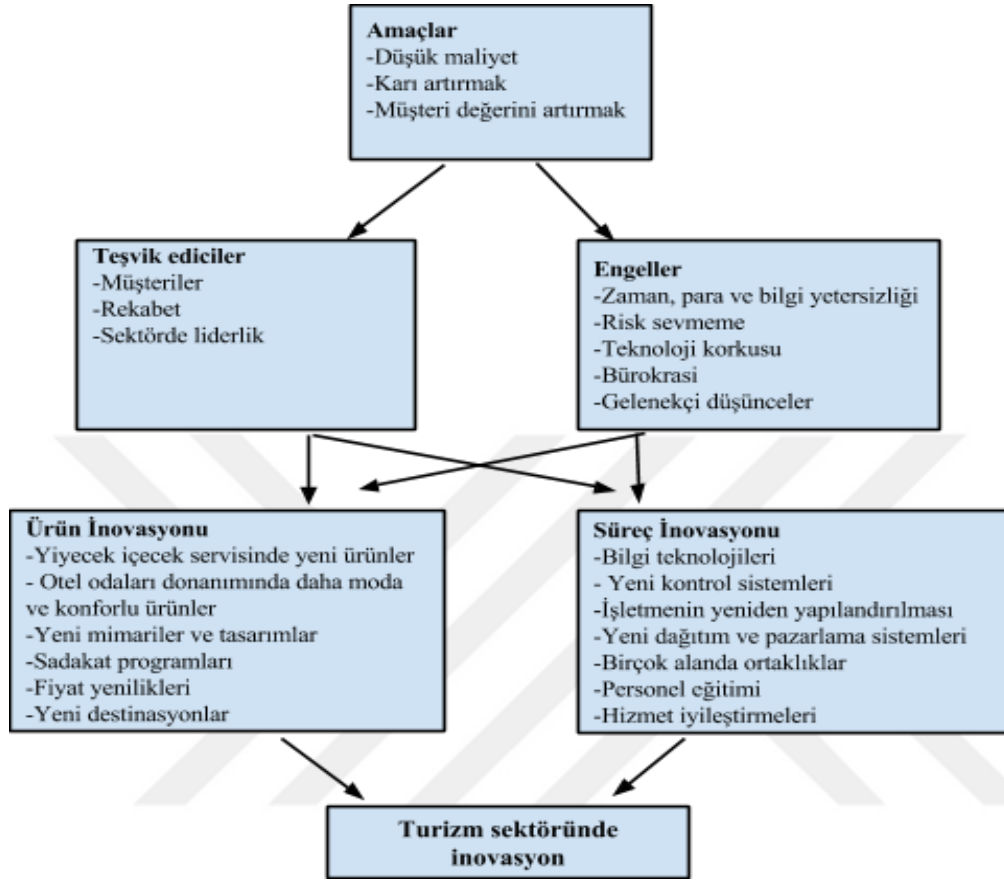 Amaçlar
-Düşük maliyet
-Karı artırmak
-Müşteri değerini artırmak
Teşvik ediciler
-Müşteriler
-Rekabet
-Sektörde liderlik
Engeller
-Zaman, para ve bilgi yetersizliği
-Risk sevmeme
-Teknoloji korkusu
-Bürokrasi
-Gelenekçi düşünceler
Ürün İnovasyonu
-Yiyecek içecek servisinde yeni ürünler
- Otel odaları donanımında daha moda
ve konforlu ürünler
-Yeni mimariler ve tasarımlar
-Sadakat programları
-Fiyat yenilikleri
-Yeni destinasyonlar
Süreç İnovasyonu
-Bilgi teknolojileri
- Yeni kontrol sistemleri
-İşletmenin yeniden yapılandırılması
-Yeni dağıtım ve pazarlama sistemleri
-Birçok alanda ortaklıklar
-Personel eğitimi
-Hizmet iyileştirmeleri
Turizm sektöründe
inovasyon